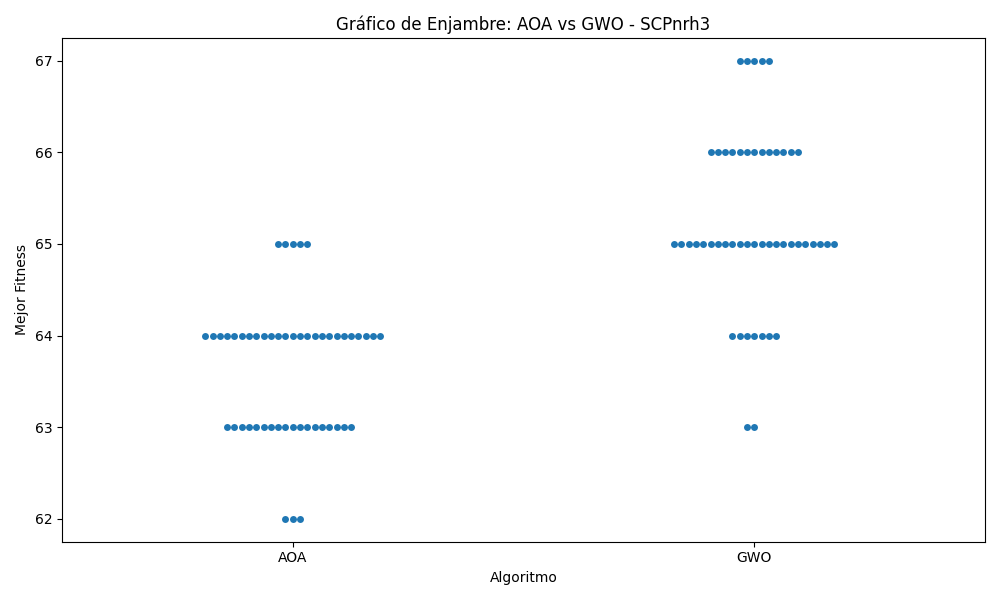 Gráfico de Enjambre: AOA vs GWO - SCPnrh3
Mejor Fitness
67
66
65
64
63
62
AOA
GWO
Algoritmo